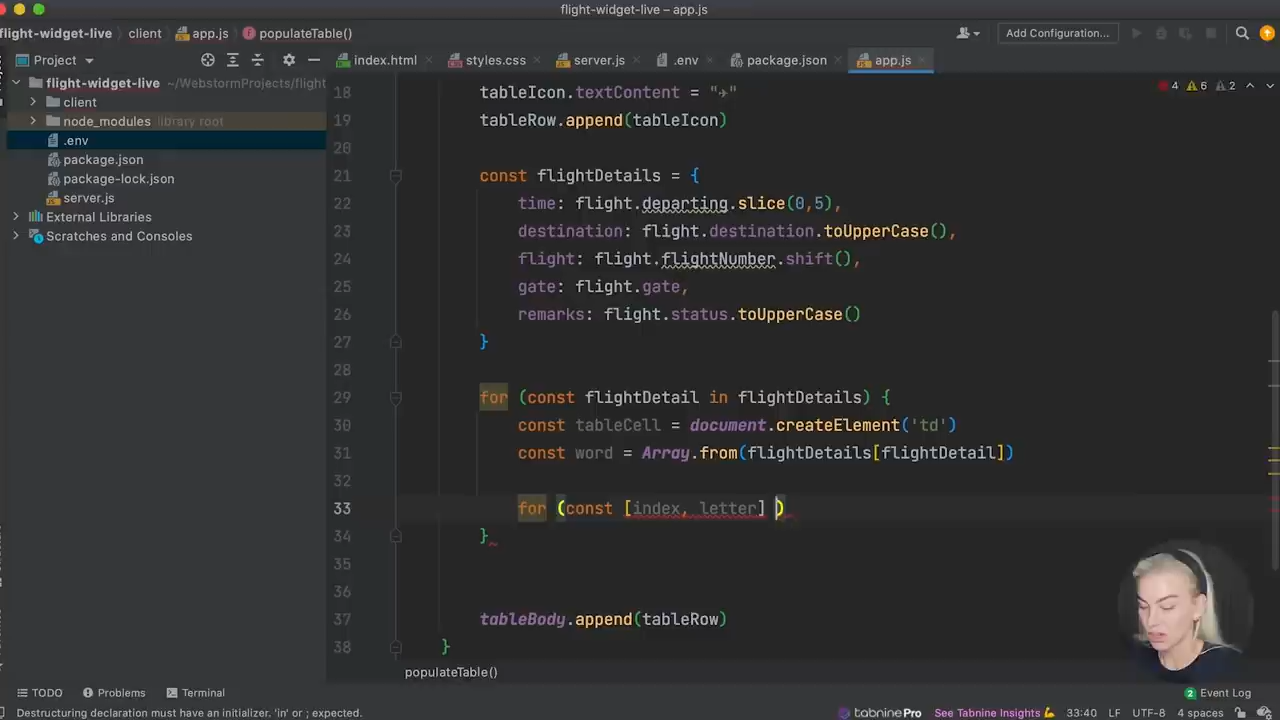 flight-widget-live – app.js
flight-widget-live client app.js populateTable() Add Configuration...
Project index.html styles.css server.js .env package.json app.js
flight-widget-live ~/WebstormProjects/flight
client
node_modules library root
.env
package.json
package-lock.json
server.js
External Libraries
Scratches and Consoles
4 6 2
18 tableIcon.textContent = "✈"
19 tableRow.append(tableIcon)
20
21 const flightDetails = {
22 time: flight.departing.slice(0,5),
23 destination: flight.destination.toUpperCase(),
24 flight: flight.flightNumber.shift(),
25 gate: flight.gate,
26 remarks: flight.status.toUpperCase()
27 }
28
29 for (const flightDetail in flightDetails) {
30 const tableCell = document.createElement('td')
31 const word = Array.from(flightDetails[flightDetail])
32
33 for (const [index, letter] )
34 }
35
36
37 tableBody.append(tableRow)
38 }
populateTable()
TODO Problems Terminal 2 Event Log
Destructuring declaration must have an initializer. 'in' or ; expected. tabnine Pro See Tabnine Insights 💪 33:40 LF UTF-8 4 spaces